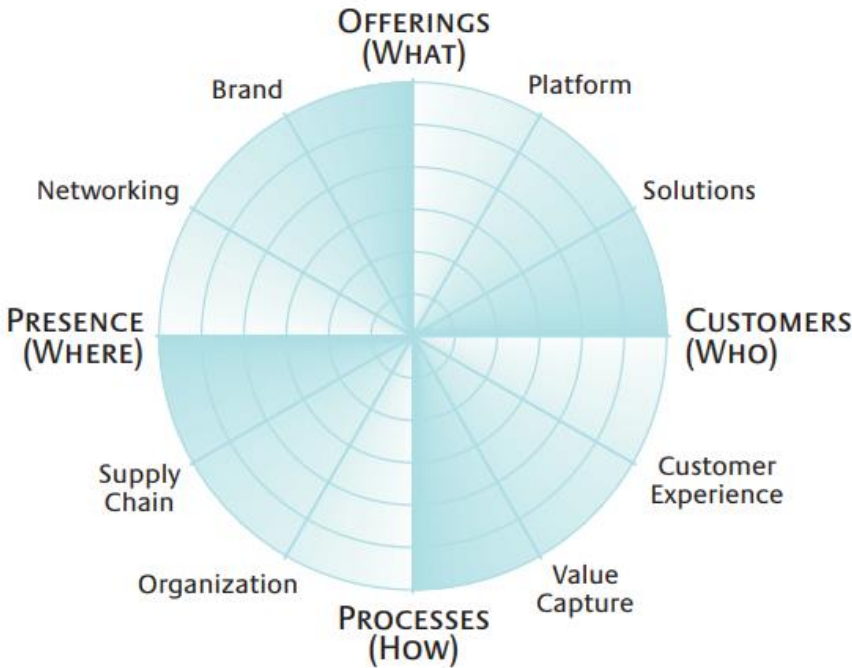 OFFERINGS
(WHAT)
Brand
Platform
Networking
Solutions
PRESENCE
(WHERE)
CUSTOMERS
(WHO)
Supply
Chain
Customer
Experience
Organization
Value
Capture
PROCESSES
(HOW)